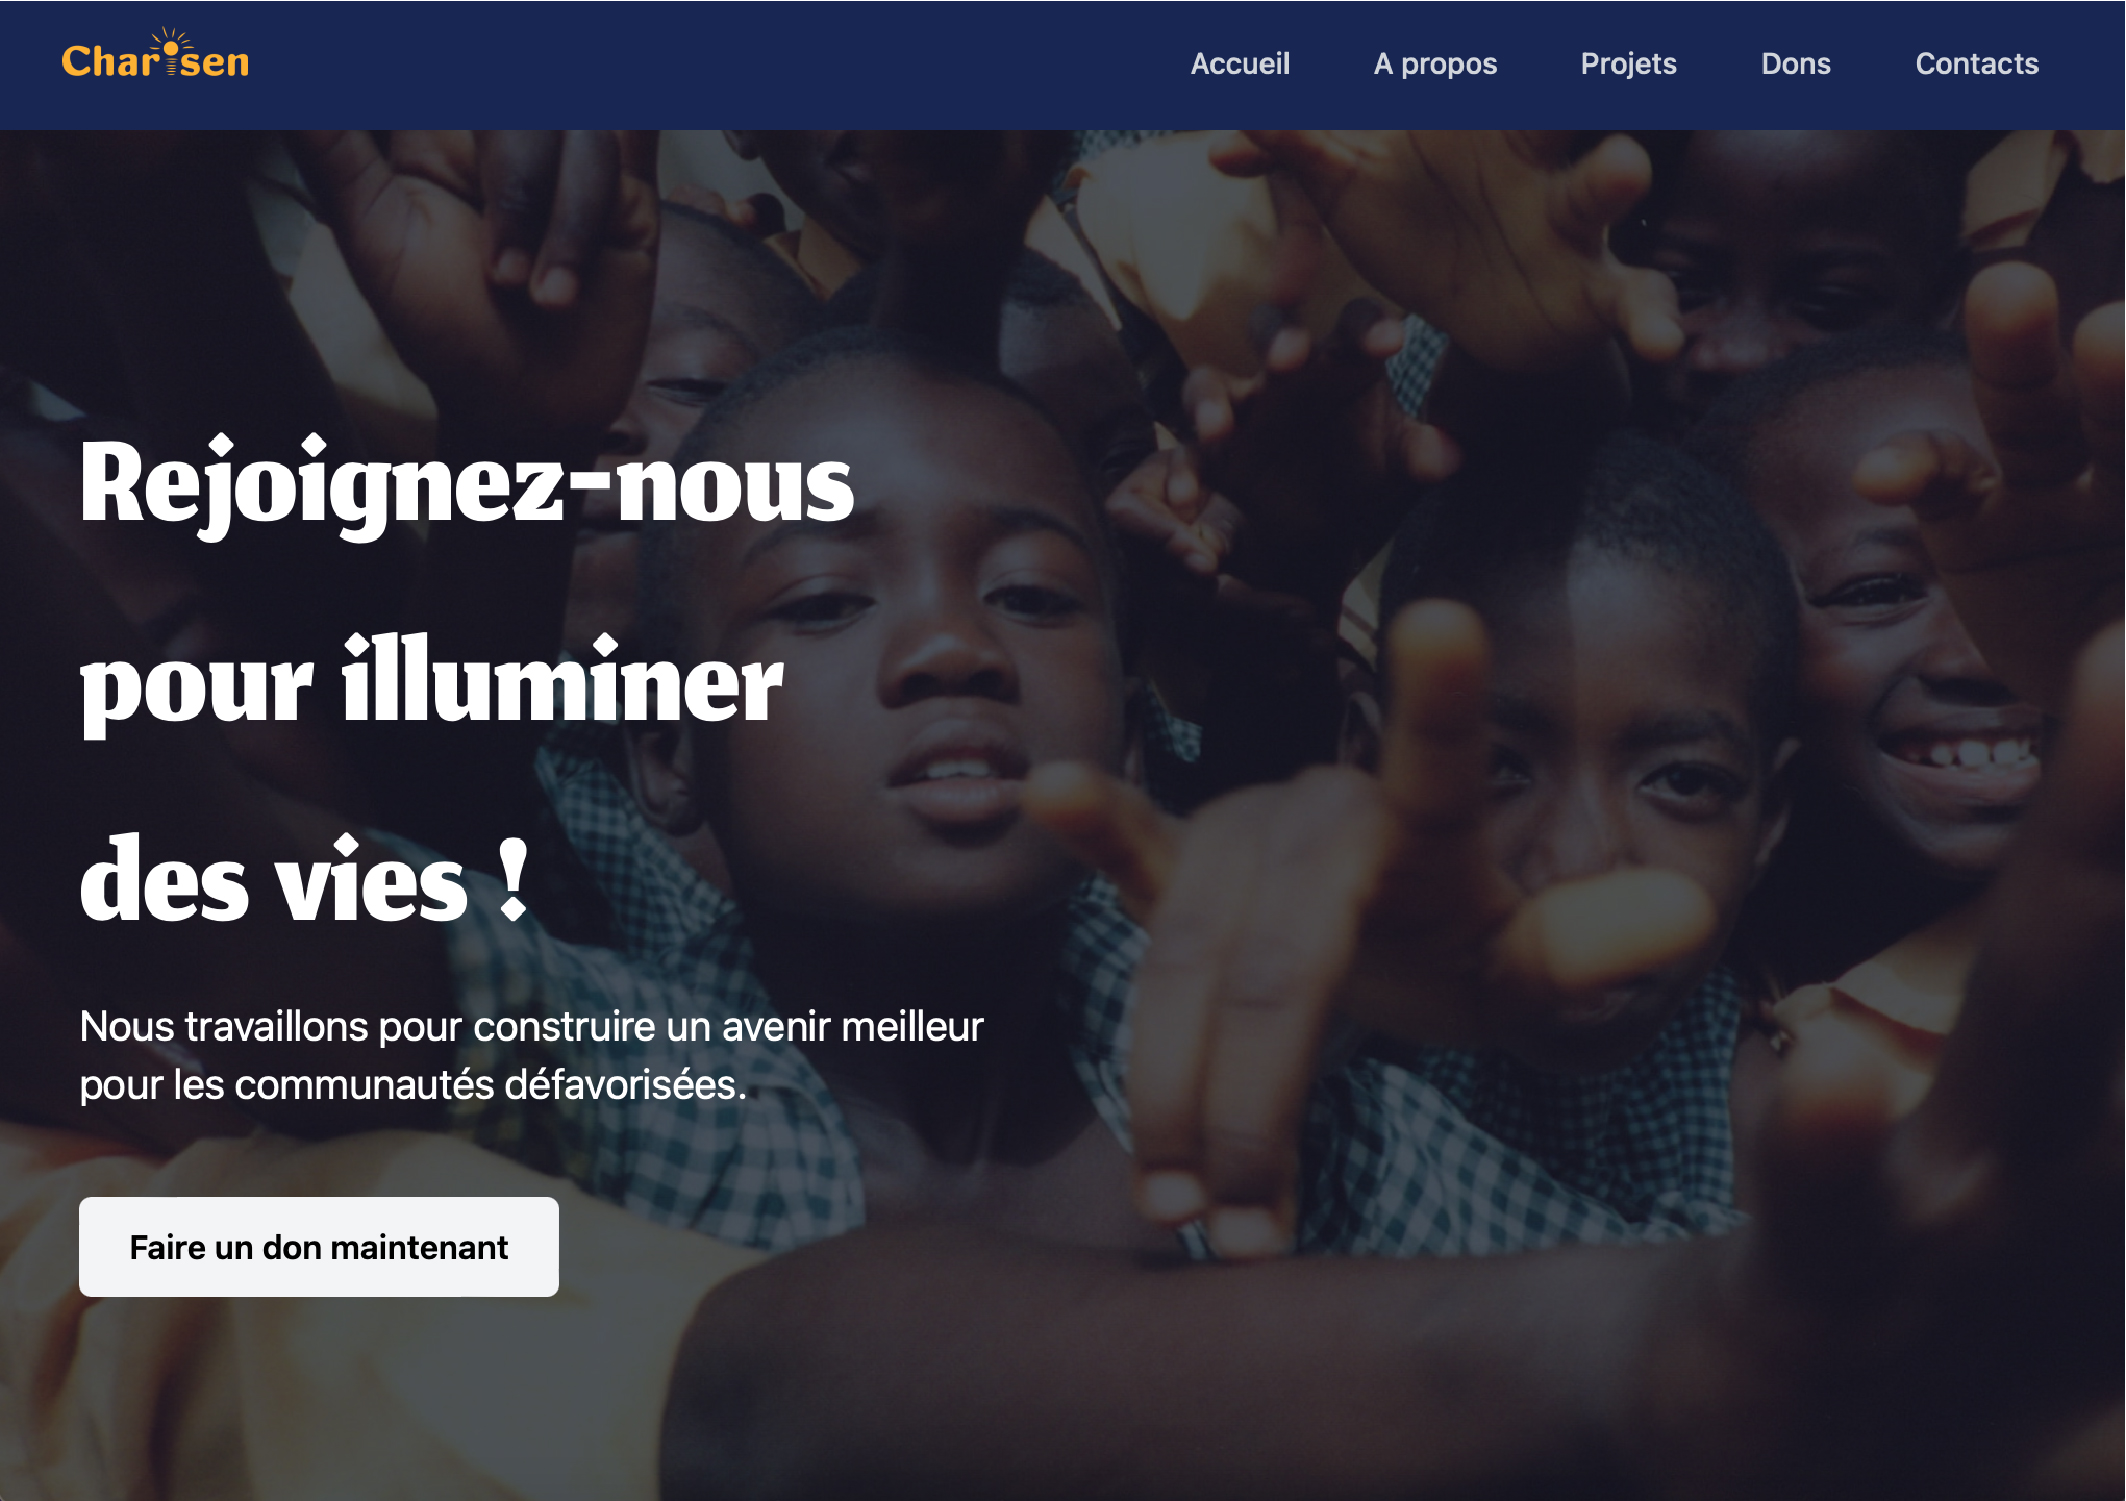 Charisen
Accueil
A propos
Projets
Dons
Contacts
Rejoignez-nous
pour illuminer
des vies !
Nous travaillons pour construire un avenir meilleur
pour les communautés défavorisées.
Faire un don maintenant